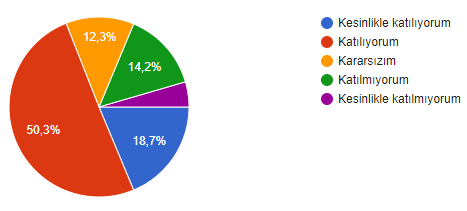 12,3%
14,2%
50,3%
18,7%
Kesinlikle katılıyorum
Katılıyorum
Kararsızım
Katılmıyorum
Kesinlikle katılmıyorum